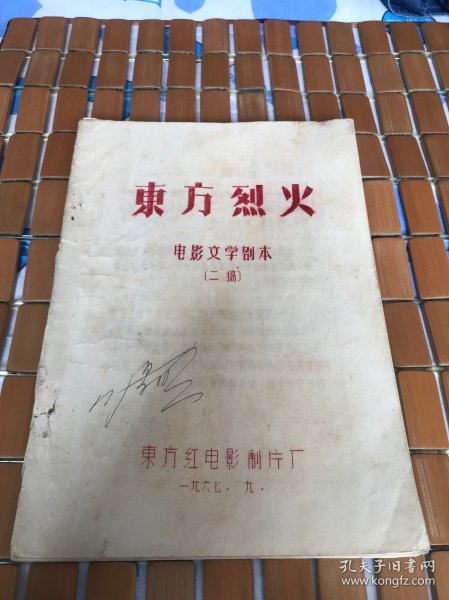 東方烈火
电影文学剧本
(二稿)
東方红电影制片厂
一九六七.九.
孔夫子旧书网
www.kongfz.com